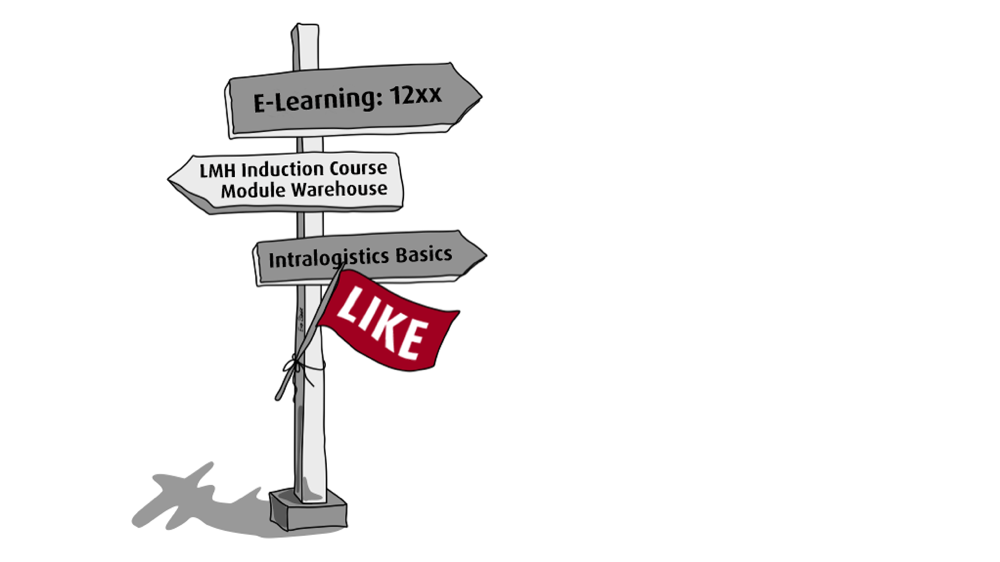 E-Learning: 12xx
LMH Induction Course
Module Warehouse
Intralogistics Basics
LIKE